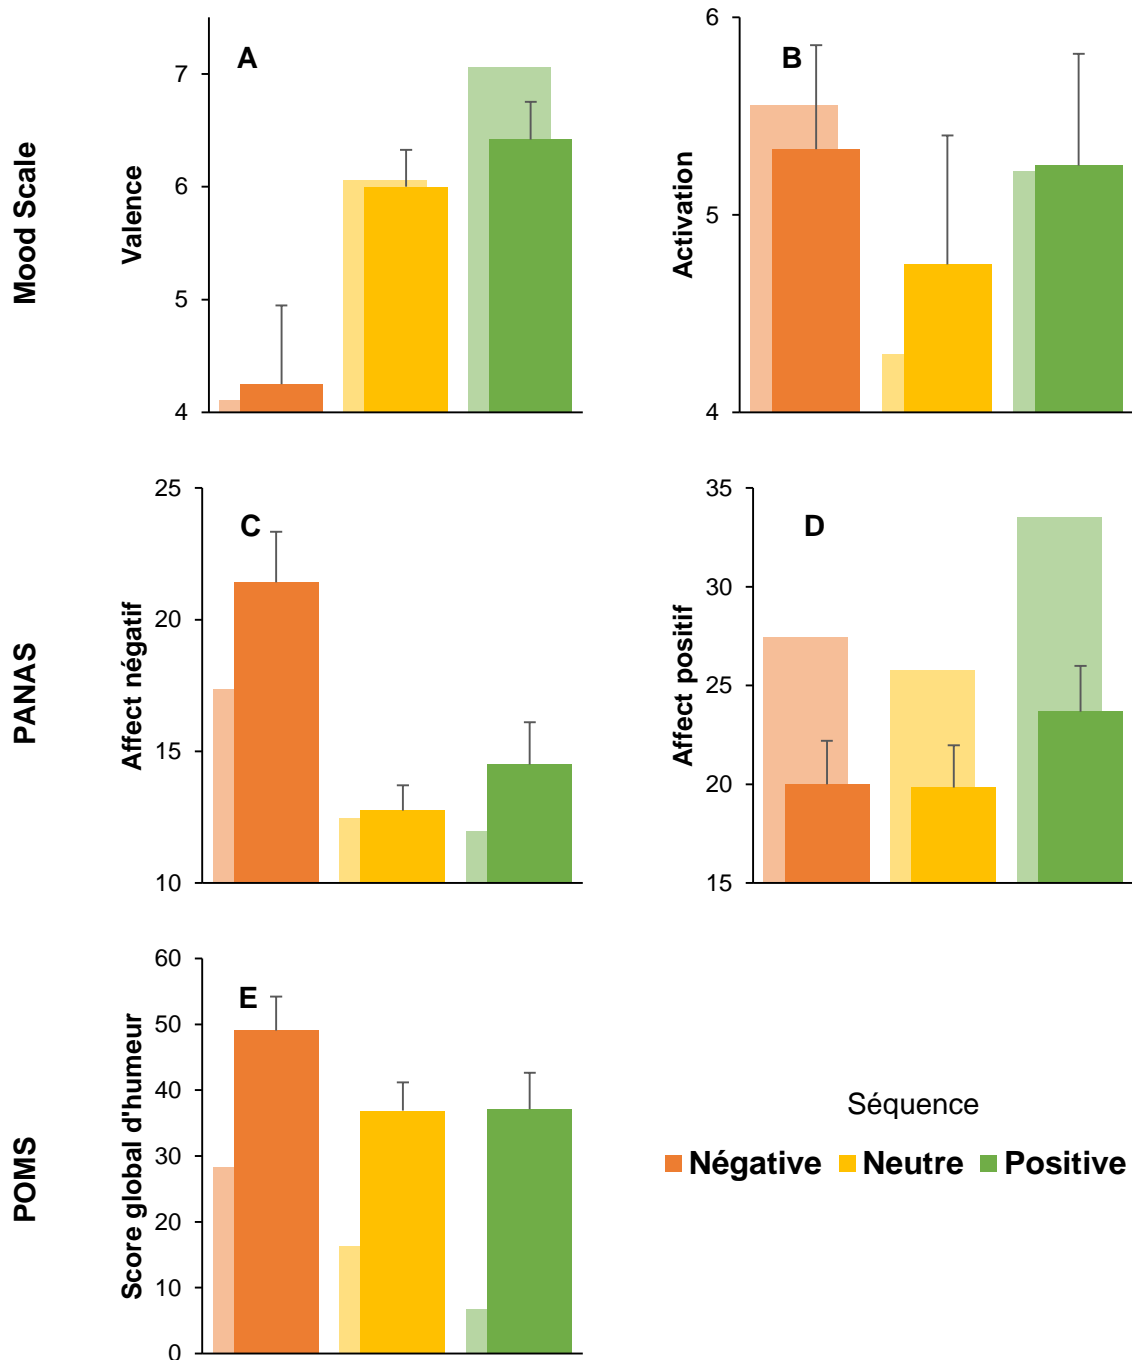 Mood Scale
Valence
A
7
6
5
4
Activation
B
6
5
4
PANAS
Affect négatif
C
25
20
15
10
Affect positif
D
35
30
25
20
15
POMS
Score global d'humeur
E
60
50
40
30
20
10
0
Séquence
Négative Neutre Positive